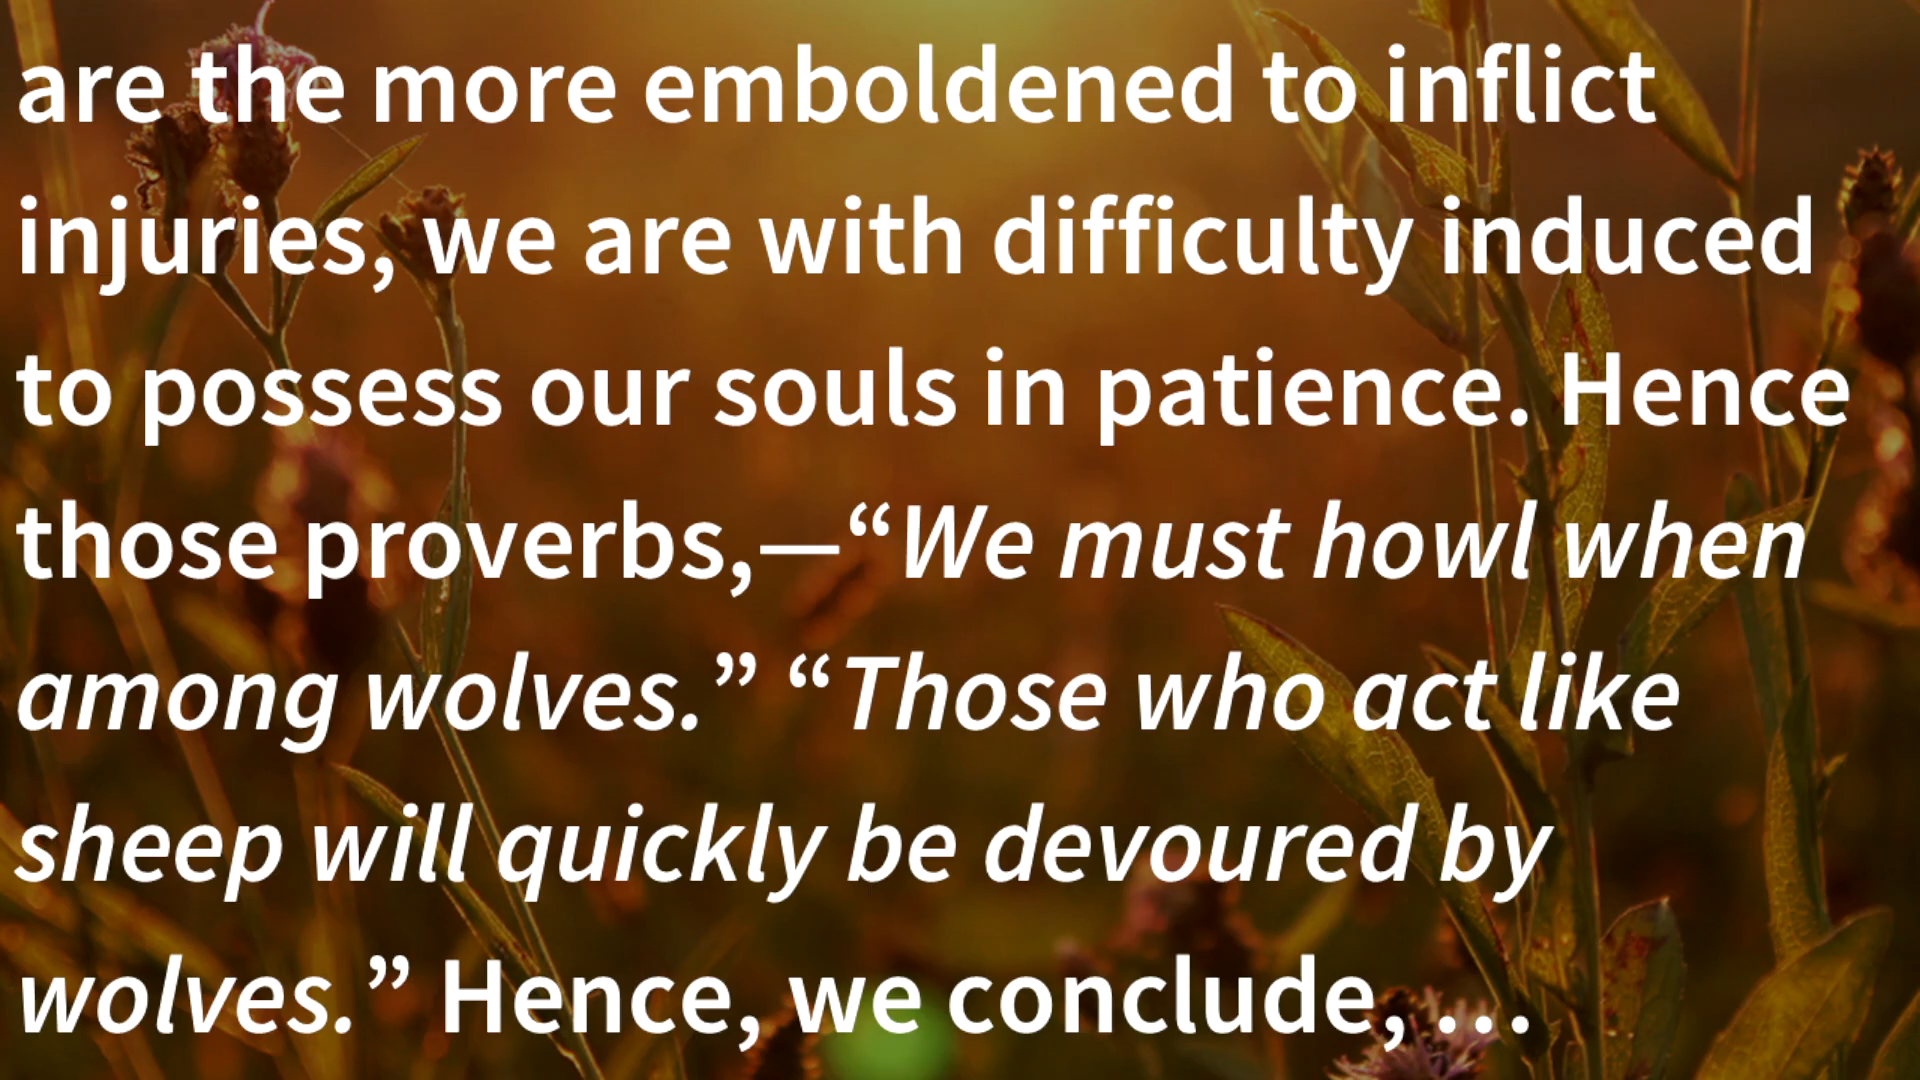 are the more emboldened to inflict
injuries, we are with difficulty induced
to possess our souls in patience. Hence
those proverbs,—“We must howl when
among wolves.” “Those who act like
sheep will quickly be devoured by
wolves.” Hence, we conclude, …